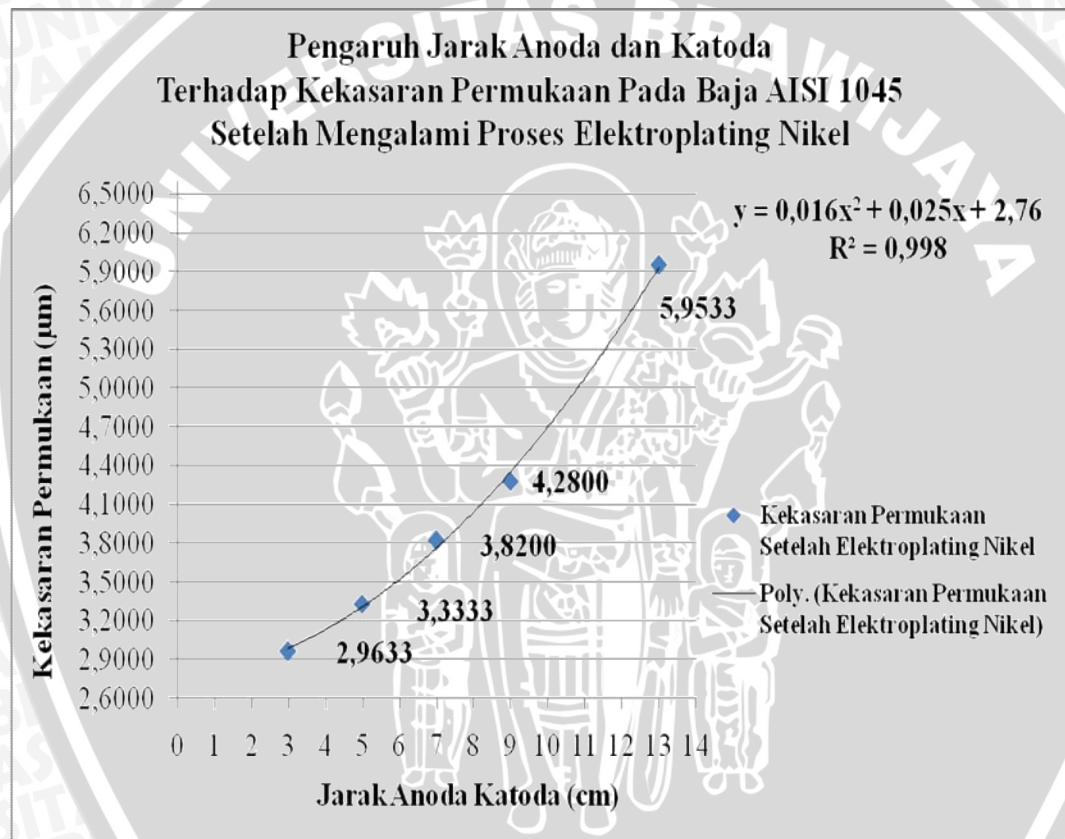 UNIVERSITAS BRAWIJAYA
Pengaruh Jarak Anoda dan Katoda
Terhadap Kekasaran Permukaan Pada Baja AISI 1045
Setelah Mengalami Proses Elektroplating Nikel
y = 0,016x² + 0,025x + 2,76
R² = 0,998
Kekasaran Permukaan (µm)
6,5000
6,2000
5,9000
5,6000
5,3000
5,0000
4,7000
4,4000
4,1000
3,8000
3,5000
3,2000
2,9000
2,6000
5,9533
4,2800
3,8200
3,3333
2,9633
Kekasaran Permukaan
Setelah Elektroplating Nikel
Poly. (Kekasaran Permukaan
Setelah Elektroplating Nikel)
0 1 2 3 4 5 6 7 8 9 10 11 12 13 14
Jarak Anoda Katoda (cm)